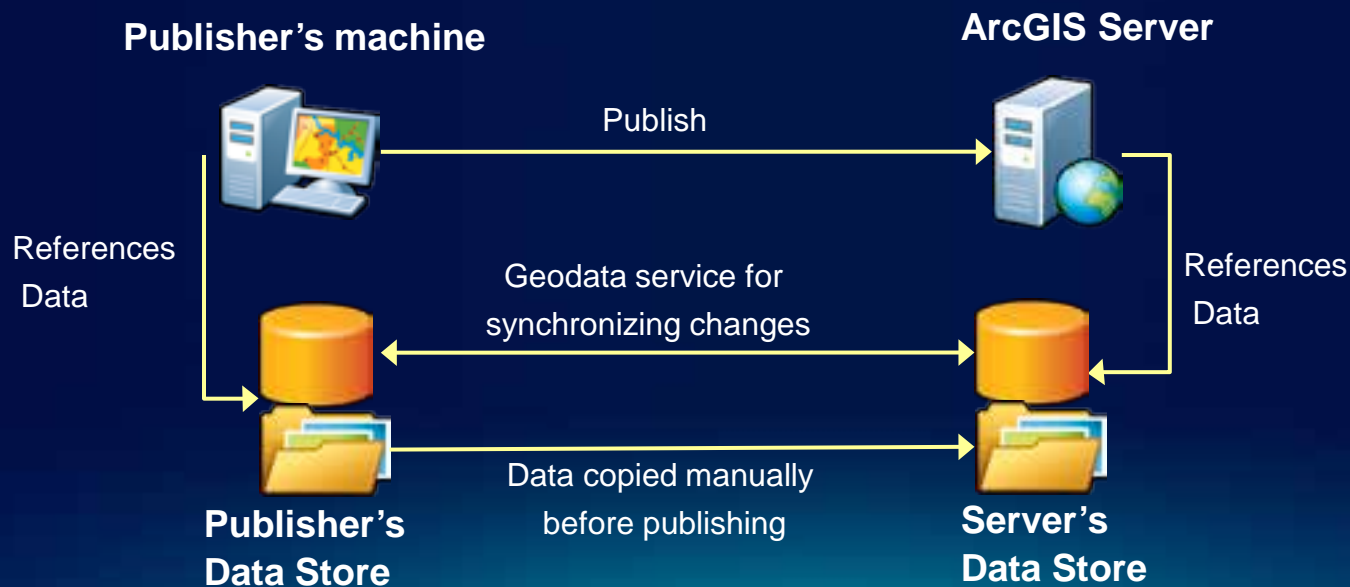 Publisher’s machine
ArcGIS Server
Publish
References
Data
Geodata service for
synchronizing changes
References
Data
Data copied manually
before publishing
Publisher’s
Data Store
Server’s
Data Store